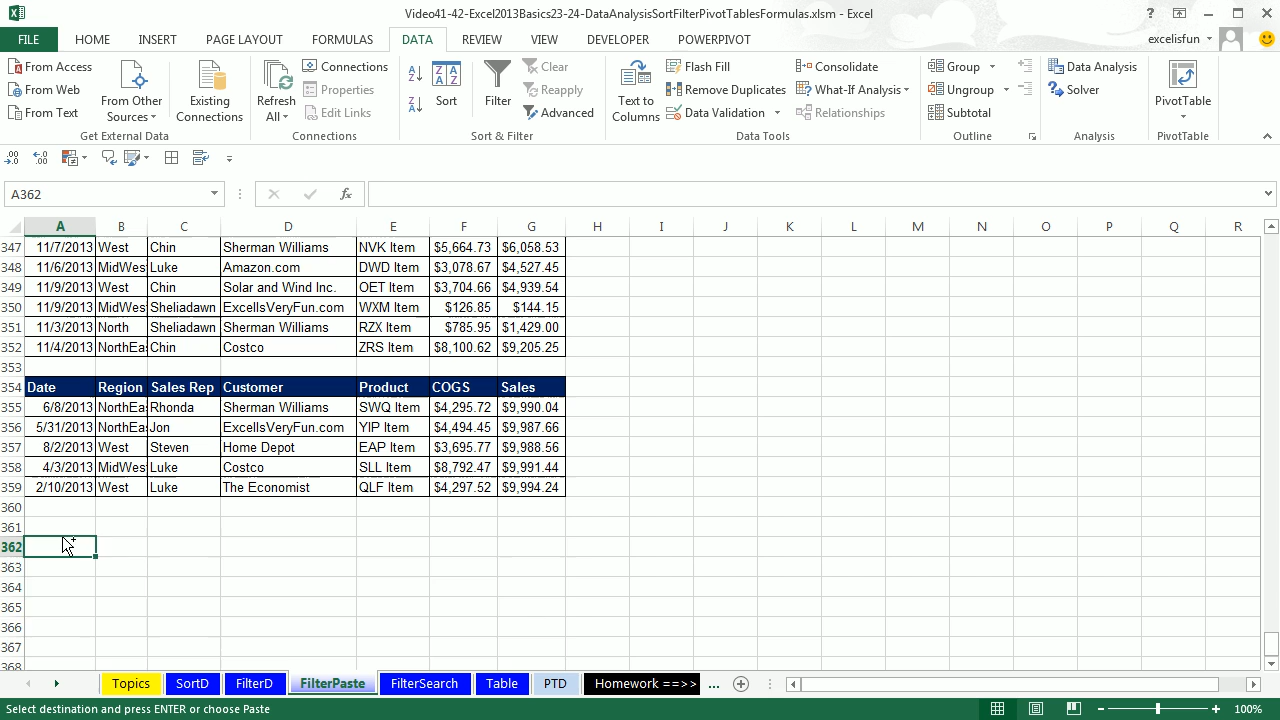 Video41-42-Excel2013Basics23-24-DataAnalysisSortFilterPivotTablesFormulas.xlsm - Excel
FILE HOME INSERT PAGE LAYOUT FORMULAS DATA REVIEW VIEW DEVELOPER POWERPIVOT excelisfun
From Access
From Web
From Text
From Other Sources
Existing Connections
Get External Data
Refresh All
Connections
Properties
Edit Links
Connections
Sort
Filter
Clear
Reapply
Advanced
Sort & Filter
Text to Columns
Flash Fill
Remove Duplicates
Data Validation
Consolidate
What-If Analysis
Relationships
Data Tools
Group
Ungroup
Subtotal
Outline
Data Analysis
Solver
Analysis
PivotTable
PivotTable
A362
A B C D E F G H I J K L M N O P Q R
347 11/7/2013 West Chin Sherman Williams NVK Item $5,664.73 $6,058.53
348 11/6/2013 MidWes Luke Amazon.com DWD Item $3,078.67 $4,527.45
349 11/9/2013 West Chin Solar and Wind Inc. OET Item $3,704.66 $4,939.54
350 11/9/2013 MidWes Sheliadawn ExcellsVeryFun.com WXM Item $126.85 $144.15
351 11/3/2013 North Sheliadawn Sherman Williams RZX Item $785.95 $1,429.00
352 11/4/2013 NorthEas Chin Costco ZRS Item $8,100.62 $9,205.25
353
354 Date Region Sales Rep Customer Product COGS Sales
355 6/8/2013 NorthEas Rhonda Sherman Williams SWQ Item $4,295.72 $9,990.04
356 5/31/2013 NorthEas Jon ExcellsVeryFun.com YIP Item $4,494.45 $9,987.66
357 8/2/2013 West Steven Home Depot EAP Item $3,695.77 $9,988.56
358 4/3/2013 MidWes Luke Costco SLL Item $8,792.47 $9,991.44
359 2/10/2013 West Luke The Economist QLF Item $4,297.52 $9,994.24
360
361
362
363
364
365
366
367
368
Topics SortD FilterD FilterPaste FilterSearch Table PTD Homework ==>> ...
Select destination and press ENTER or choose Paste 100%